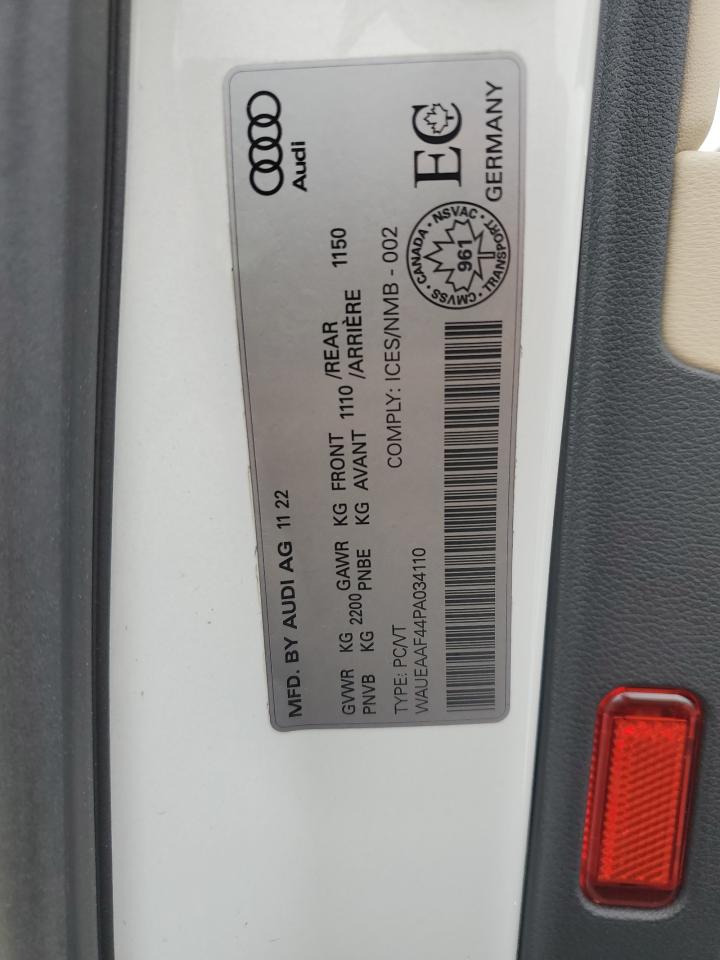 Audi
MFD. BY AUDI AG 11 22
GVWR KG 2200 GAWR KG FRONT 1110 /REAR 1150
PNVB KG PNBE KG AVANT /ARRIÈRE
TYPE: PC/VT COMPLY: ICES/NMB - 002
WAUEAAF44PA034110
CANADA · NSVAC · TRANSPORT · CMVSS ·
961
EC
GERMANY